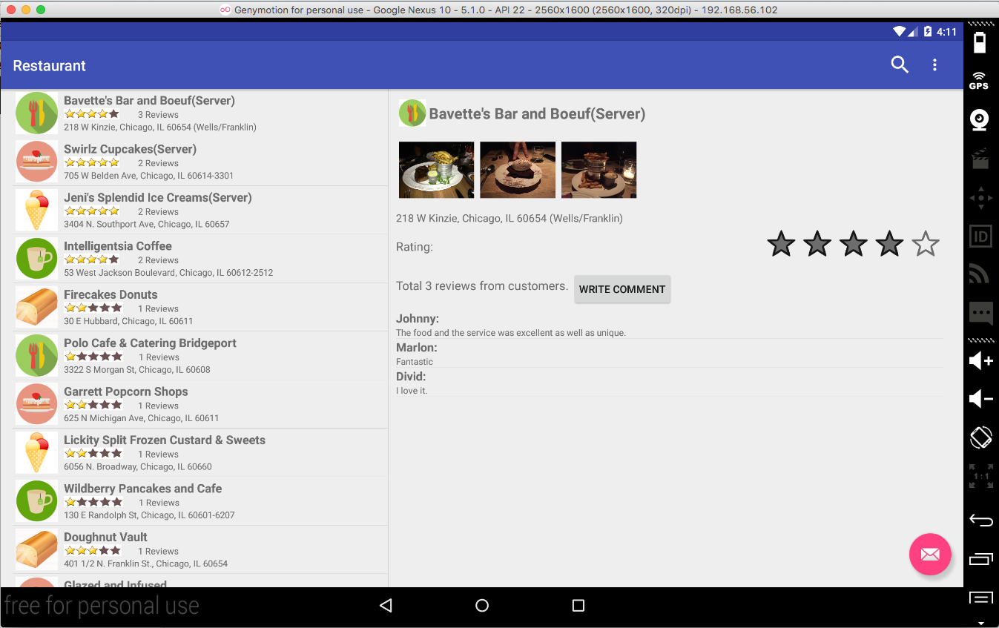 Genymotion for personal use - Google Nexus 10 - 5.1.0 - API 22 - 2560x1600 (2560x1600, 320dpi) - 192.168.56.102
4:11
Restaurant
GPS
ID
1:1
Bavette's Bar and Boeuf(Server)
3 Reviews
218 W Kinzie, Chicago, IL 60654 (Wells/Franklin)
Swirlz Cupcakes(Server)
2 Reviews
705 W Belden Ave, Chicago, IL 60614-3301
Jeni's Splendid Ice Creams(Server)
2 Reviews
3404 N. Southport Ave, Chicago, IL 60657
Intelligentsia Coffee
2 Reviews
53 West Jackson Boulevard, Chicago, IL 60612-2512
Firecakes Donuts
1 Reviews
30 E Hubbard, Chicago, IL 60611
Polo Cafe & Catering Bridgeport
1 Reviews
3322 S Morgan St, Chicago, IL 60608
Garrett Popcorn Shops
1 Reviews
625 N Michigan Ave, Chicago, IL 60611
Lickity Split Frozen Custard & Sweets
1 Reviews
6056 N. Broadway, Chicago, IL 60660
Wildberry Pancakes and Cafe
1 Reviews
130 E Randolph St, Chicago, IL 60601-6207
Doughnut Vault
1 Reviews
401 1/2 N. Franklin St., Chicago, IL 60654
Glazed and Infused
Bavette's Bar and Boeuf(Server)
218 W Kinzie, Chicago, IL 60654 (Wells/Franklin)
Rating:
Total 3 reviews from customers.
WRITE COMMENT
Johnny:
The food and the service was excellent as well as unique.
Marlon:
Fantastic
Divid:
I love it.
free for personal use